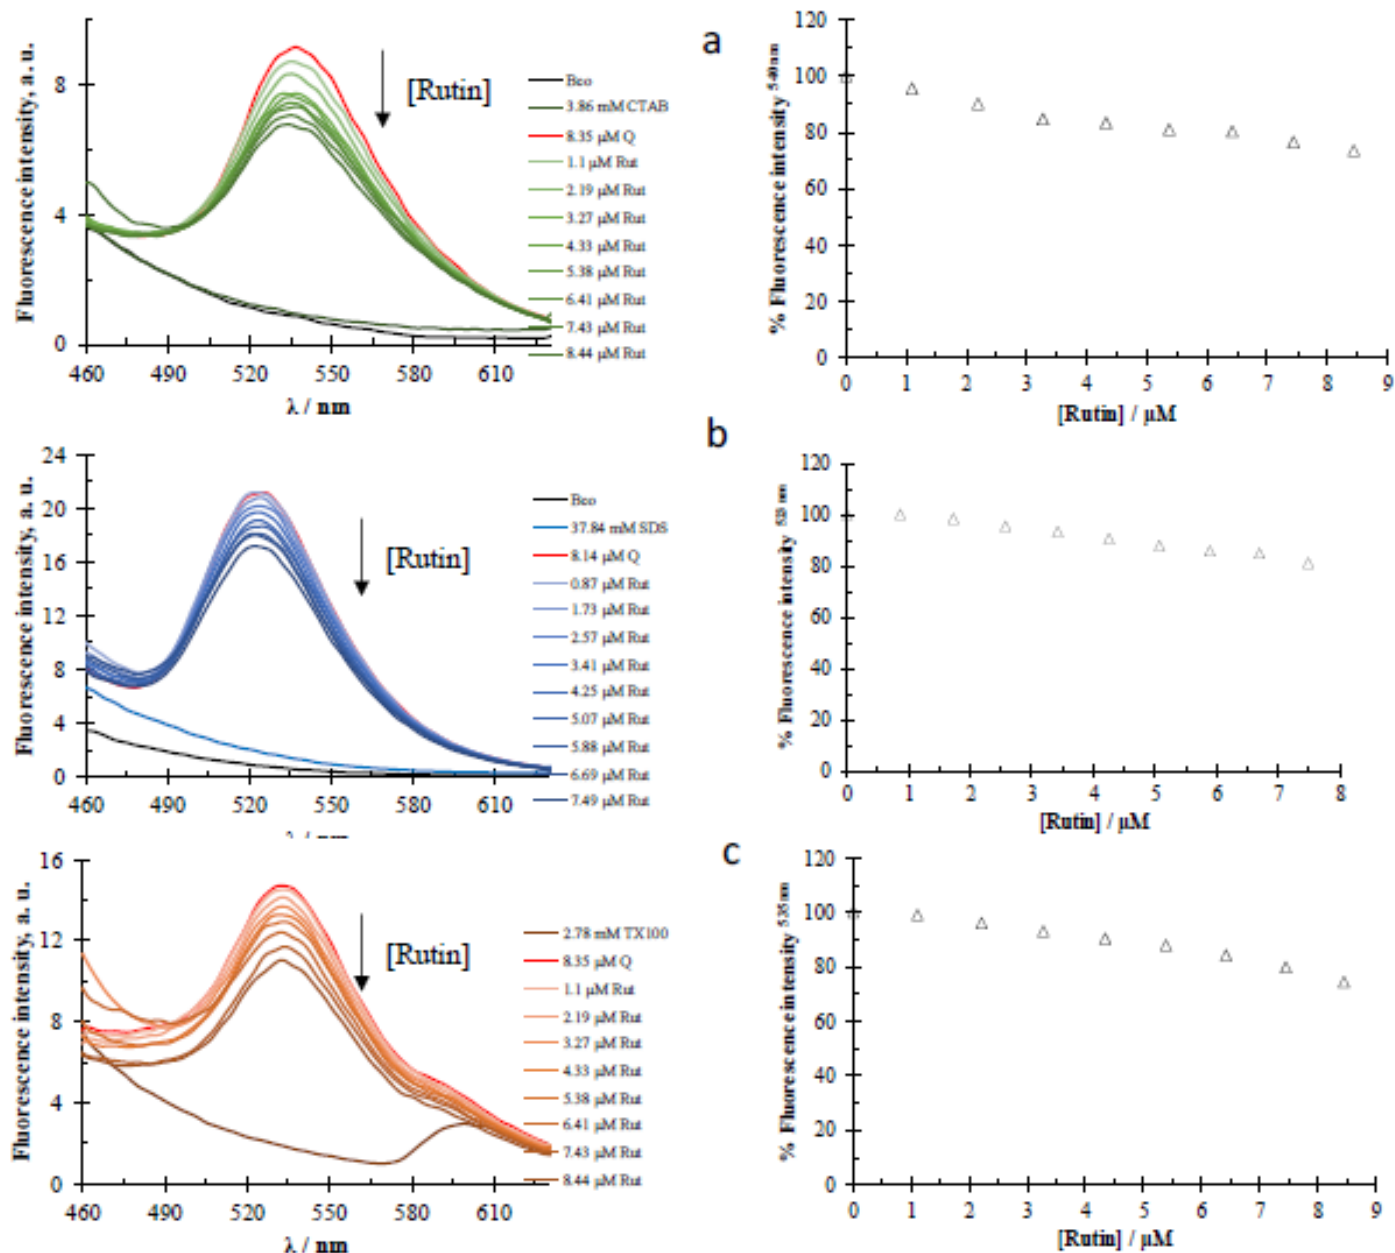 a
Fluorescence intensity, a. u.
8
4
0
460 490 520 550 580 610
λ / nm
[Rutin]
Bco
3.86 mM CTAB
8.35 μM Q
1.1 μM Rut
2.19 μM Rut
3.27 μM Rut
4.33 μM Rut
5.38 μM Rut
6.41 μM Rut
7.43 μM Rut
8.44 μM Rut
% Fluorescence intensity 540 nm
120
100
80
60
40
20
0
0 1 2 3 4 5 6 7 8 9
[Rutin] / μM
b
Fluorescence intensity, a. u.
24
20
16
12
8
4
0
460 490 520 550 580 610
λ / nm
[Rutin]
Bco
37.84 mM SDS
8.14 μM Q
0.87 μM Rut
1.73 μM Rut
2.57 μM Rut
3.41 μM Rut
4.25 μM Rut
5.07 μM Rut
5.88 μM Rut
6.69 μM Rut
7.49 μM Rut
% Fluorescence intensity 523 nm
120
100
80
60
40
20
0
0 1 2 3 4 5 6 7 8
[Rutin] / μM
c
Fluorescence intensity, a. u.
16
12
8
4
0
460 490 520 550 580 610
λ / nm
[Rutin]
2.78 mM TX100
8.35 μM Q
1.1 μM Rut
2.19 μM Rut
3.27 μM Rut
4.33 μM Rut
5.38 μM Rut
6.41 μM Rut
7.43 μM Rut
8.44 μM Rut
% Fluorescence intensity 535 nm
120
100
80
60
40
20
0
0 1 2 3 4 5 6 7 8 9
[Rutin] / μM